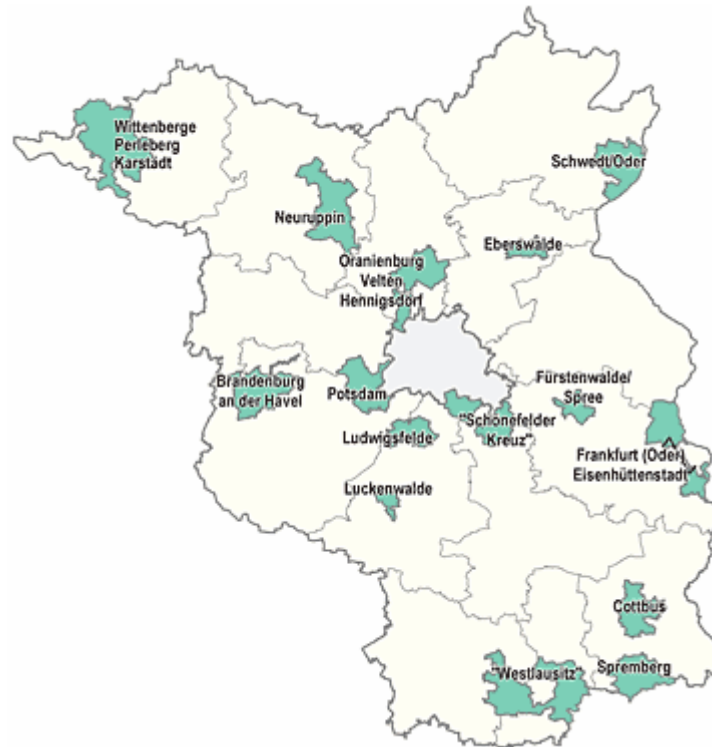 Wittenberge
Perleberg
Karstädt
Schwedt/Oder
Neuruppin
Eberswalde
Oranienburg
Velten
Hennigsdorf
Brandenburg
an der Havel
Potsdam
Fürstenwalde/
Spree
"Schönefelder
Kreuz"
Ludwigsfelde
Frankfurt (Oder)
Eisenhüttenstadt
Luckenwalde
Cottbus
"Westlausitz"
Spremberg